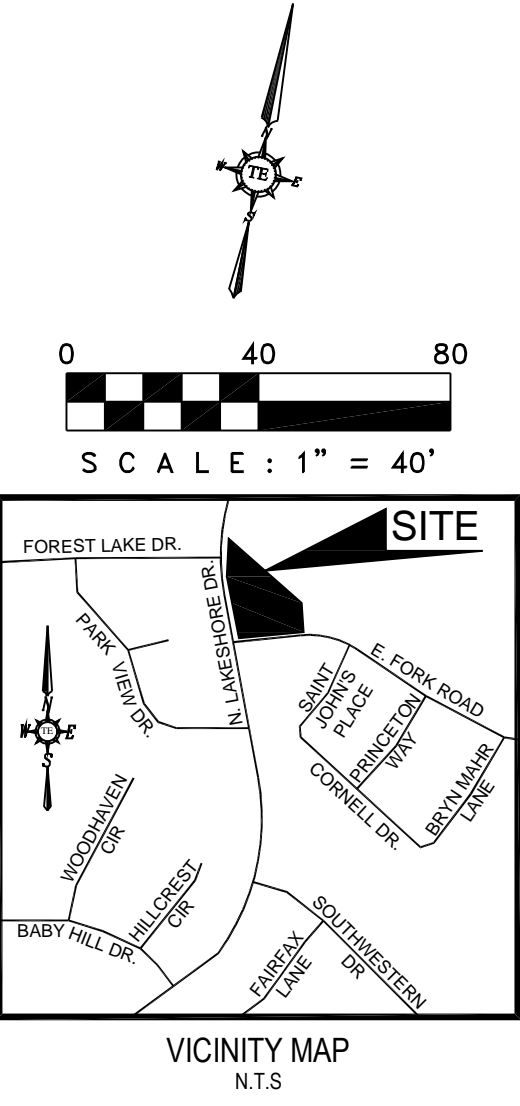 N
W TE E
S
0 40 80
SCALE: 1" = 40'
SITE
FOREST LAKE DR.
N. LAKESHORE DR.
PARK VIEW DR.
E. FORK ROAD
SAINT
JOHN'S
PLACE
PRINCETON
WAY
N
W TE E
S
CORNELL DR.
BRYN MAHR
LANE
WOODHAVEN
CIR
HILLCREST
CIR
BABY HILL DR.
FAIRFAX
LANE
SOUTHWESTERN
DR
VICINITY MAP
N.T.S